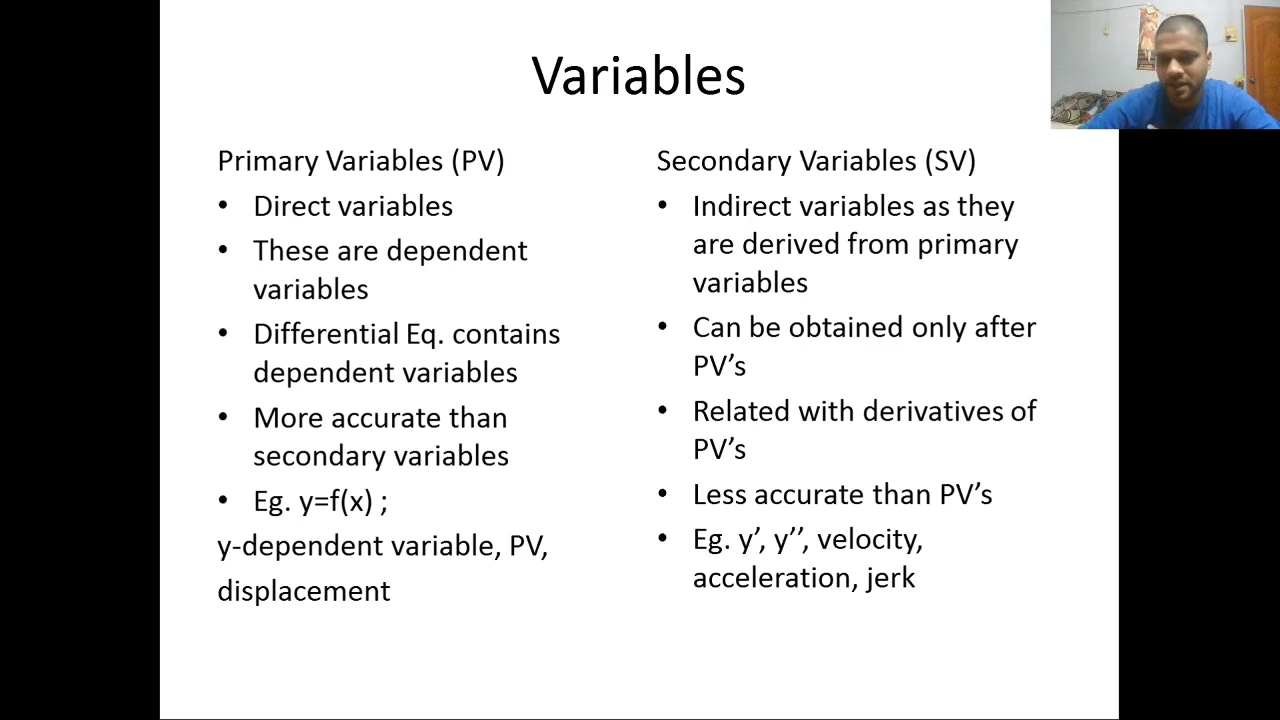 Variables
Primary Variables (PV)
• Direct variables
• These are dependent
variables
• Differential Eq. contains
dependent variables
• More accurate than
secondary variables
• Eg. y=f(x) ;
y-dependent variable, PV,
displacement
Secondary Variables (SV)
• Indirect variables as they
are derived from primary
variables
• Can be obtained only after
PV’s
• Related with derivatives of
PV’s
• Less accurate than PV’s
• Eg. y’, y’’, velocity,
acceleration, jerk